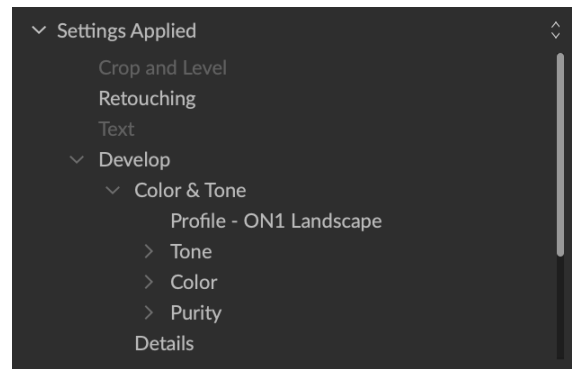 Settings Applied
Crop and Level
Retouching
Text
Develop
Color & Tone
Profile - ON1 Landscape
Tone
Color
Purity
Details